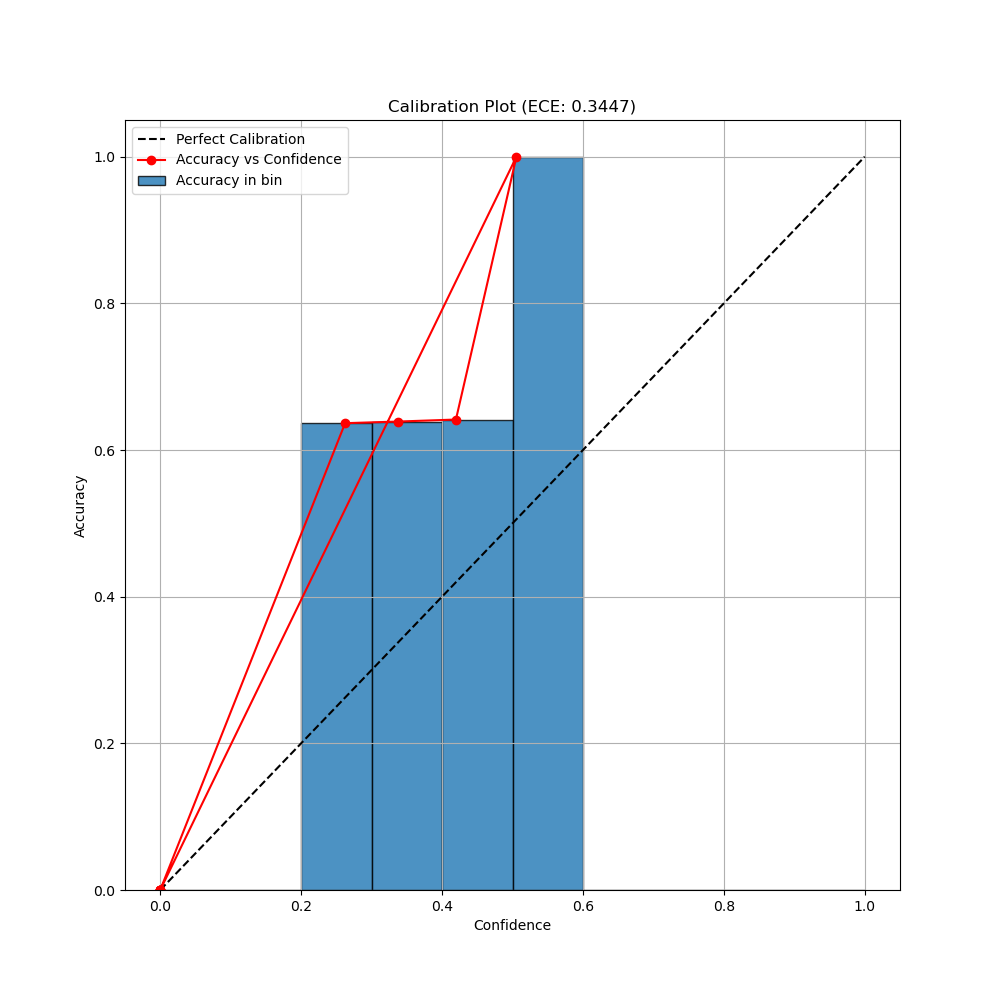 Calibration Plot (ECE: 0.3447)
Perfect Calibration
Accuracy vs Confidence
Accuracy in bin
1.0
0.8
0.6
0.4
0.2
0.0
Accuracy
0.0 0.2 0.4 0.6 0.8 1.0
Confidence